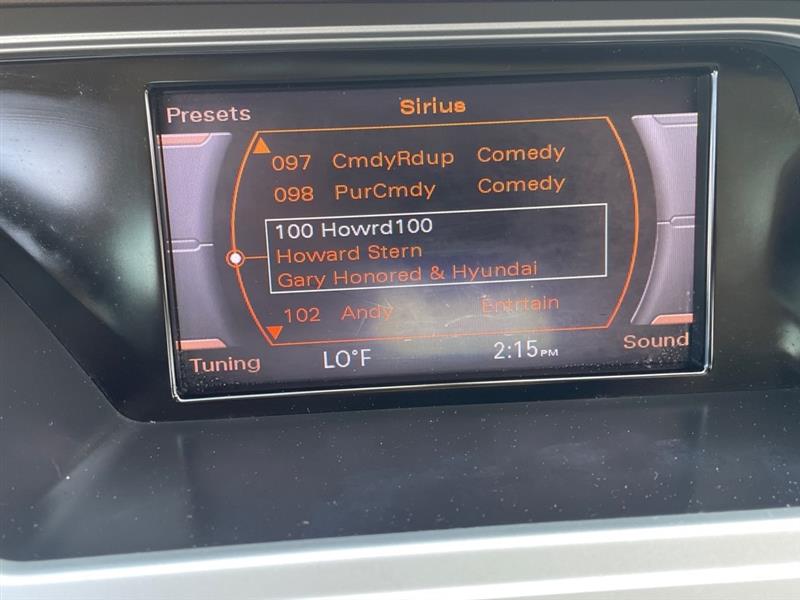 Sirius
Presets
097 CmdyRdup Comedy
098 PurCmdy Comedy
100 Howrd100
Howard Stern
Gary Honored & Hyundai
102 Andy Entrtain
Tuning LO°F 2:15PM Sound